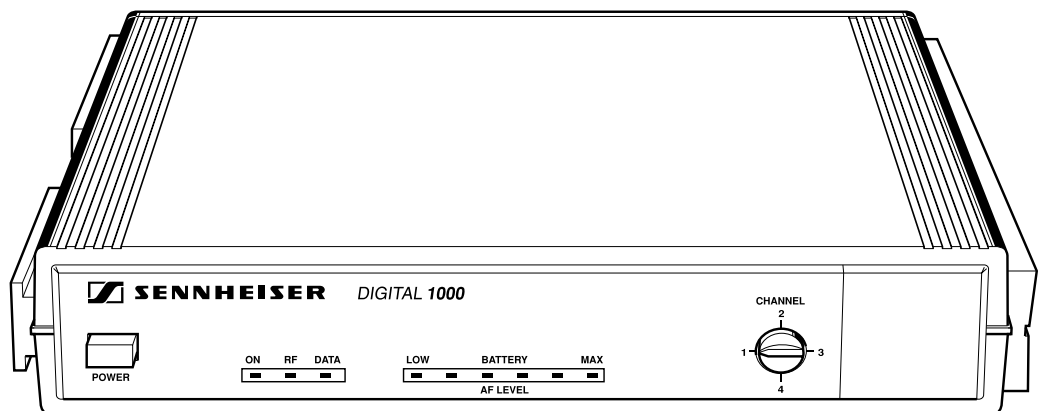 SENNHEISER DIGITAL 1000
CHANNEL
2
1 3
4
POWER
ON RF DATA
LOW BATTERY MAX
AF LEVEL